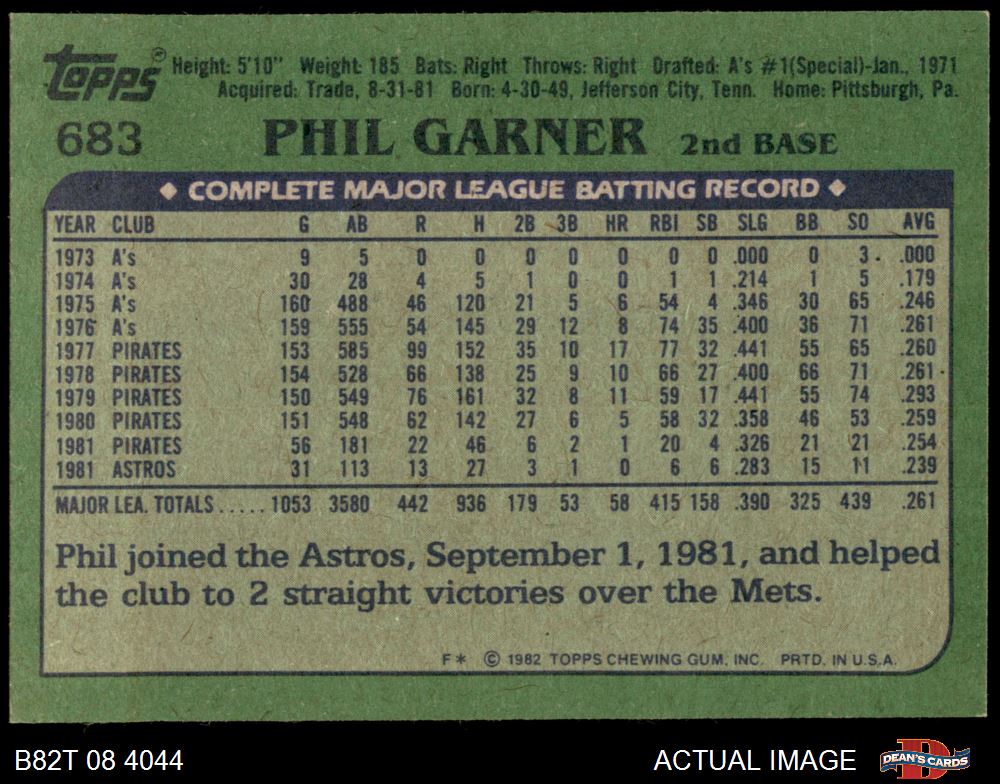 Topps Height: 5'10" Weight: 185 Bats: Right Throws: Right Drafted: A's #1(Special)-Jan., 1971
Acquired: Trade, 8-31-81 Born: 4-30-49, Jefferson City, Tenn. Home: Pittsburgh, Pa.
683 PHIL GARNER 2nd BASE
◆ COMPLETE MAJOR LEAGUE BATTING RECORD ◆
YEAR CLUB G AB R H 2B 3B HR RBI SB SLG BB SO AVG
1973 A's 9 5 0 0 0 0 0 0 0 .000 0 3 .000
1974 A's 30 28 4 5 1 0 0 1 1 .214 1 5 .179
1975 A's 160 488 46 120 21 5 6 54 4 .346 30 65 .246
1976 A's 159 555 54 145 29 12 8 74 35 .400 36 71 .261
1977 PIRATES 153 585 99 152 35 10 17 77 32 .441 55 65 .260
1978 PIRATES 154 528 66 138 25 9 10 66 27 .400 66 71 .261
1979 PIRATES 150 549 76 161 32 8 11 59 17 .441 55 74 .293
1980 PIRATES 151 548 62 142 27 6 5 58 32 .358 46 53 .259
1981 PIRATES 56 181 22 46 6 2 1 20 4 .326 21 21 .254
1981 ASTROS 31 113 13 27 3 1 0 6 6 .283 15 11 .239
MAJOR LEA. TOTALS..... 1053 3580 442 936 179 53 58 415 158 .390 325 439 .261
Phil joined the Astros, September 1, 1981, and helped
the club to 2 straight victories over the Mets.
F* © 1982 TOPPS CHEWING GUM, INC. PRTD. IN U.S.A.
B82T 08 4044 ACTUAL IMAGE DEAN'S CARDS